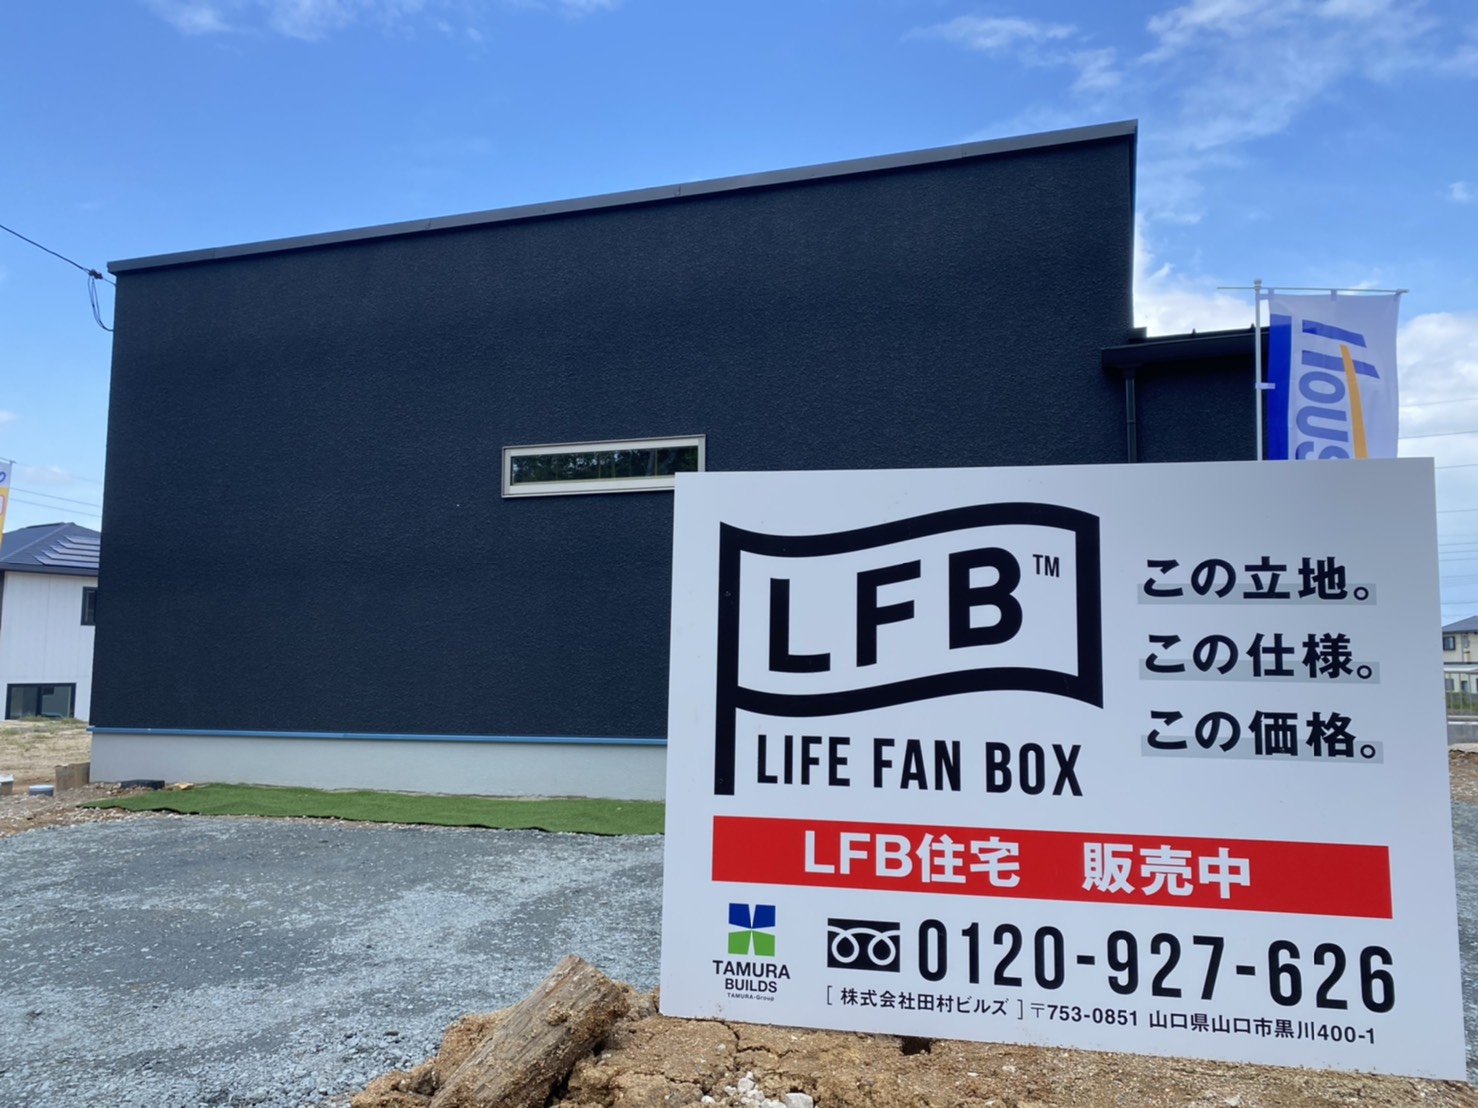 Hous
LFB™
LIFE FAN BOX
この立地。
この仕様。
この価格。
LFB住宅 販売中
TAMURA
BUILDS
TAMURA-Group
0120-927-626
[ 株式会社田村ビルズ ] 〒753-0851 山口県山口市黒川400-1